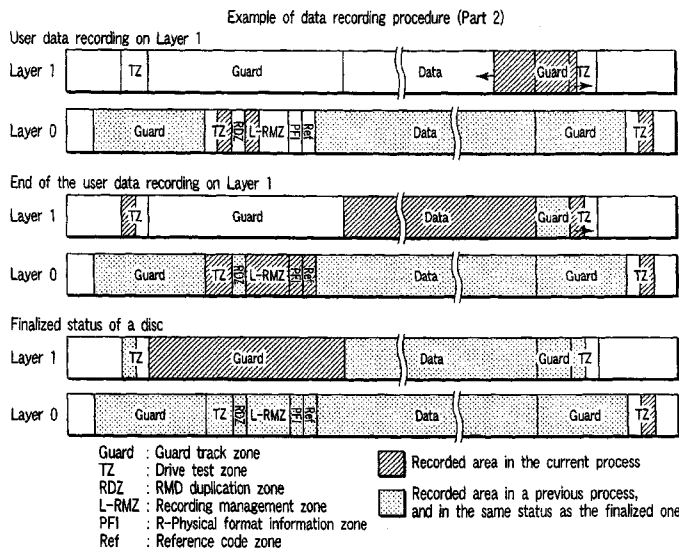 Example of data recording procedure (Part 2)
User data recording on Layer 1
Layer 1 TZ Guard Data Guard TZ
Layer 0 Guard TZ RDZ L-RMZ PFI Ref Data Guard TZ
End of the user data recording on Layer 1
Layer 1 TZ Guard Data Guard TZ
Layer 0 Guard TZ RDZ L-RMZ PFI Ref Data Guard TZ
Finalized status of a disc
Layer 1 TZ Guard Data Guard TZ
Layer 0 Guard TZ RDZ L-RMZ PFI Ref Data Guard TZ
Guard : Guard track zone
TZ : Drive test zone
RDZ : RMD duplication zone
L-RMZ : Recording management zone
PFI : R-Physical format information zone
Ref : Reference code zone
Recorded area in the current process
Recorded area in a previous process,
and in the same status as the finalized one